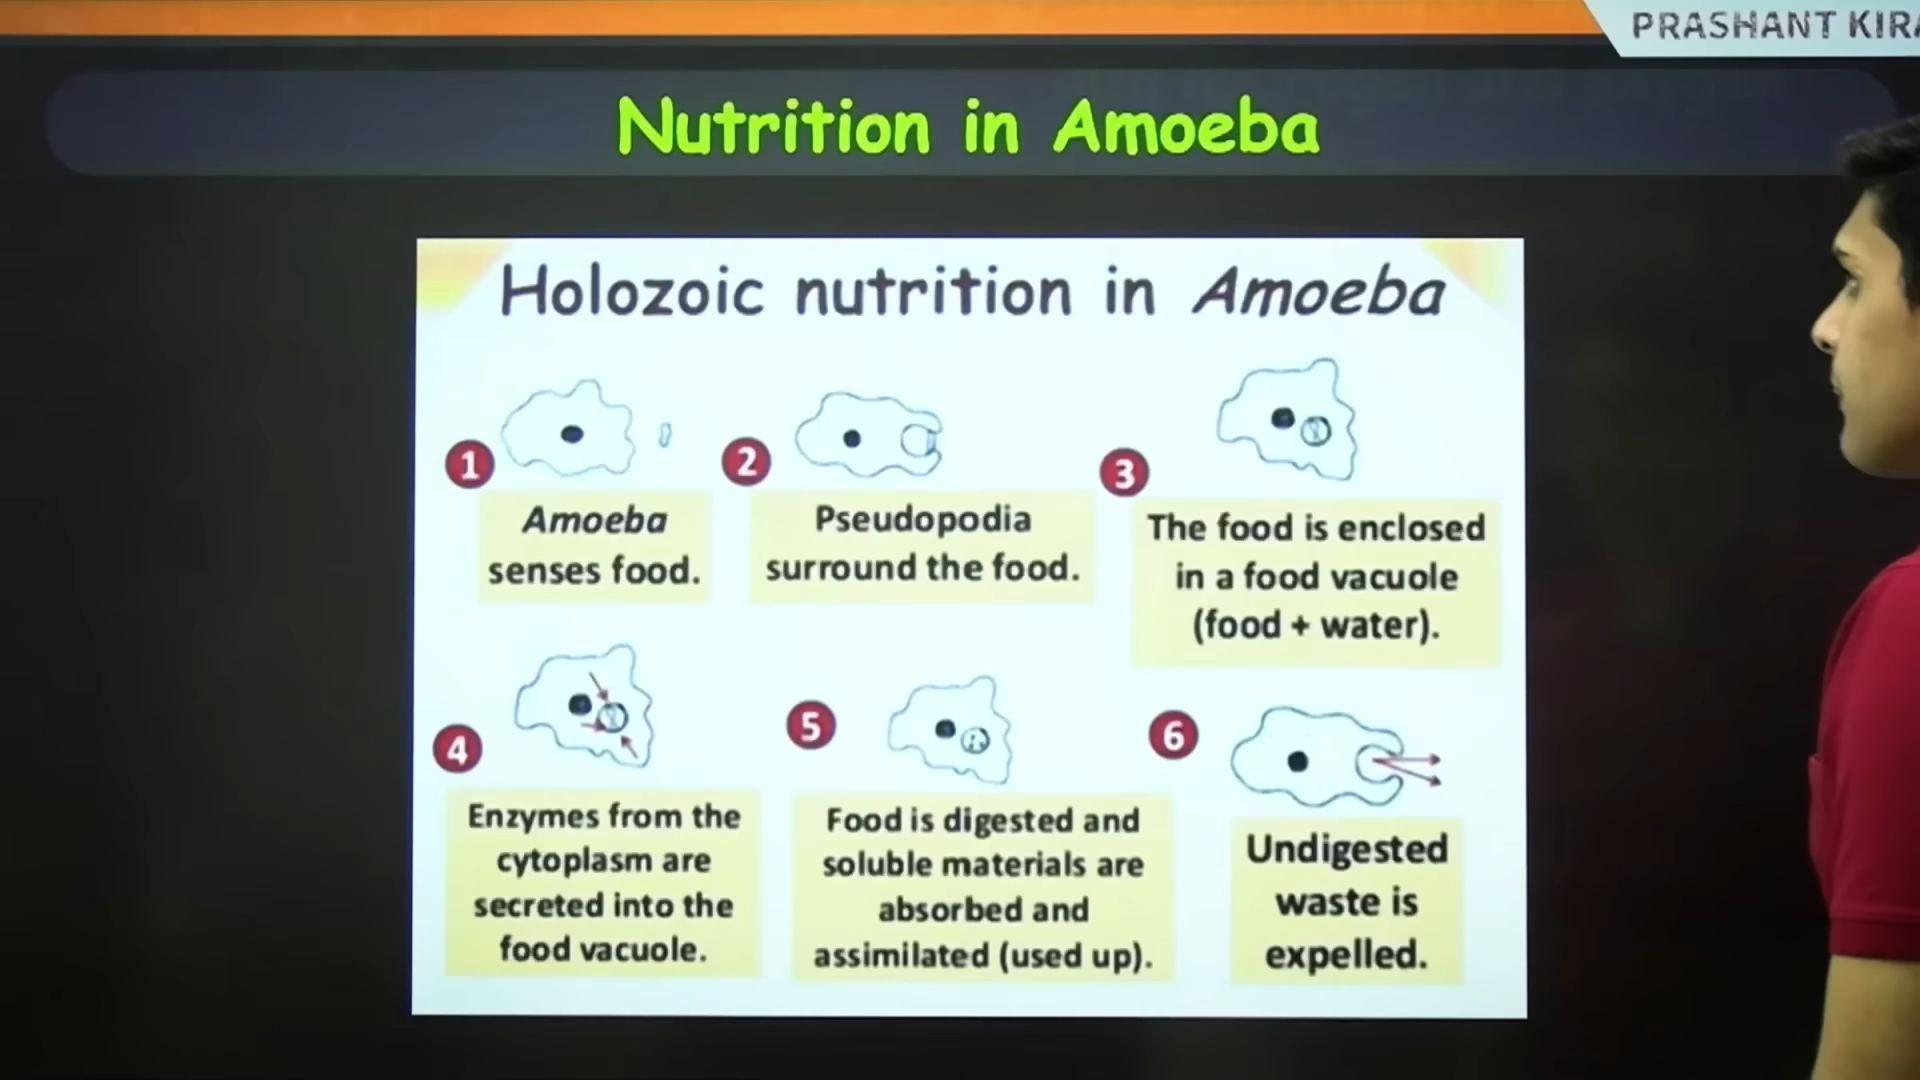 PRASHANT
Nutrition in Amoeba
Holozoic nutrition in Amoeba
1
Amoeba
senses food.
2
Pseudopodia
surround the food.
3
The food is enclosed
in a food vacuole
(food + water).
4
Enzymes from the
cytoplasm are
secreted into the
food vacuole.
5
Food is digested and
soluble materials are
absorbed and
assimilated (used up).
6
Undigested
waste is
expelled.